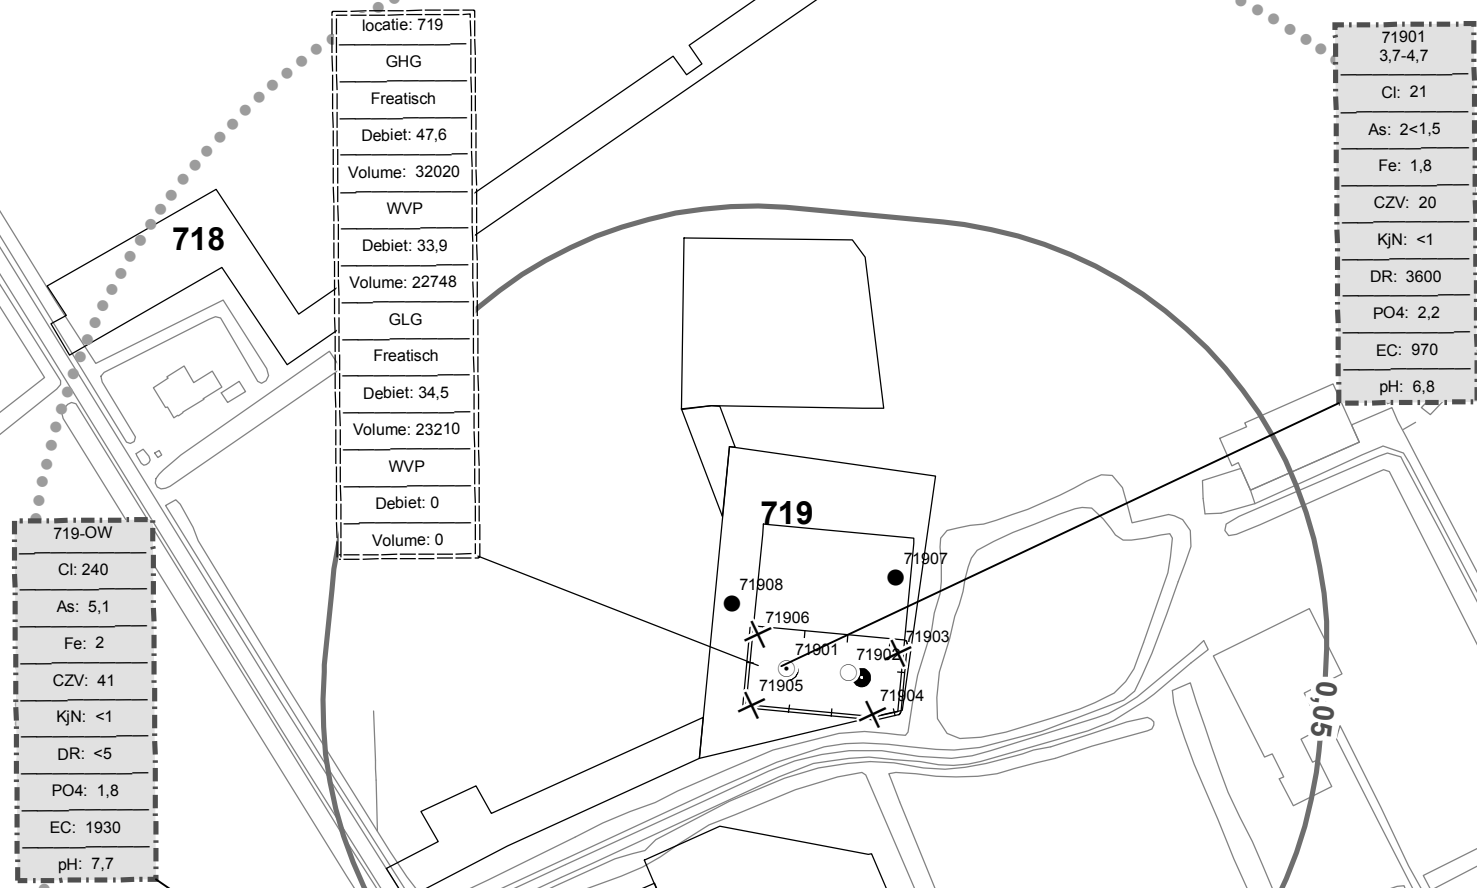 locatie: 719
GHG
Freatisch
Debiet: 47,6
Volume: 32020
WVP
Debiet: 33,9
Volume: 22748
GLG
Freatisch
Debiet: 34,5
Volume: 23210
WVP
Debiet: 0
Volume: 0
71901
3,7-4,7
Cl: 21
As: 2<1,5
Fe: 1,8
CZV: 20
KjN: <1
DR: 3600
PO4: 2,2
EC: 970
pH: 6,8
718
719
71907
71908
71906
71903
71901
71902
71905
71904
0,05
719-OW
Cl: 240
As: 5,1
Fe: 2
CZV: 41
KjN: <1
DR: <5
PO4: 1,8
EC: 1930
pH: 7,7